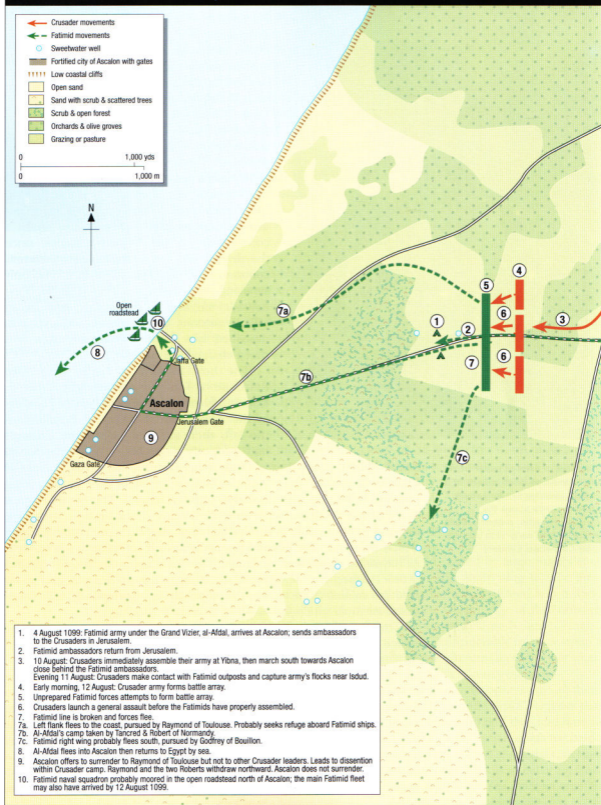 Crusader movements
Fatimid movements
Sweetwater well
Fortified city of Ascalon with gates
Low coastal cliffs
Open sand
Sand with scrub & scattered trees
Scrub & open forest
Orchards & olive groves
Grazing or pasture
0 1,000 yds
0 1,000 m
N
Open
roadstead
10
8
7a
5
4
1
2
6
3
6
7
7b
7c
Jaffa Gate
Ascalon
Jerusalem Gate
9
Gaza Gate
1. 4 August 1099: Fatimid army under the Grand Vizier, al-Afdal, arrives at Ascalon; sends ambassadors
to the Crusaders in Jerusalem.
2. Fatimid ambassadors return from Jerusalem.
3. 10 August: Crusaders immediately assemble their army at Yibna, then march south towards Ascalon
close behind the Fatimid ambassadors.
Evening 11 August: Crusaders make contact with Fatimid outposts and capture army's flocks near Isdud.
4. Early morning, 12 August: Crusader army forms battle array.
5. Unprepared Fatimid forces attempts to form battle array.
6. Crusaders launch a general assault before the Fatimids have properly assembled.
7. Fatimid line is broken and forces flee.
7a. Left flank flees to the coast, pursued by Raymond of Toulouse. Probably seeks refuge aboard Fatimid ships.
7b. Al-Afdal's camp taken by Tancred & Robert of Normandy.
7c. Fatimid right wing probably flees south, pursued by Godfrey of Bouillon.
8. Al-Afdal flees into Ascalon then returns to Egypt by sea.
9. Ascalon offers to surrender to Raymond of Toulouse but not to other Crusader leaders. Leads to dissention
within Crusader camp. Raymond and the two Roberts withdraw northward. Ascalon does not surrender.
10. Fatimid naval squadron probably moored in the open roadstead north of Ascalon; the main Fatimid fleet
may also have arrived by 12 August 1099.